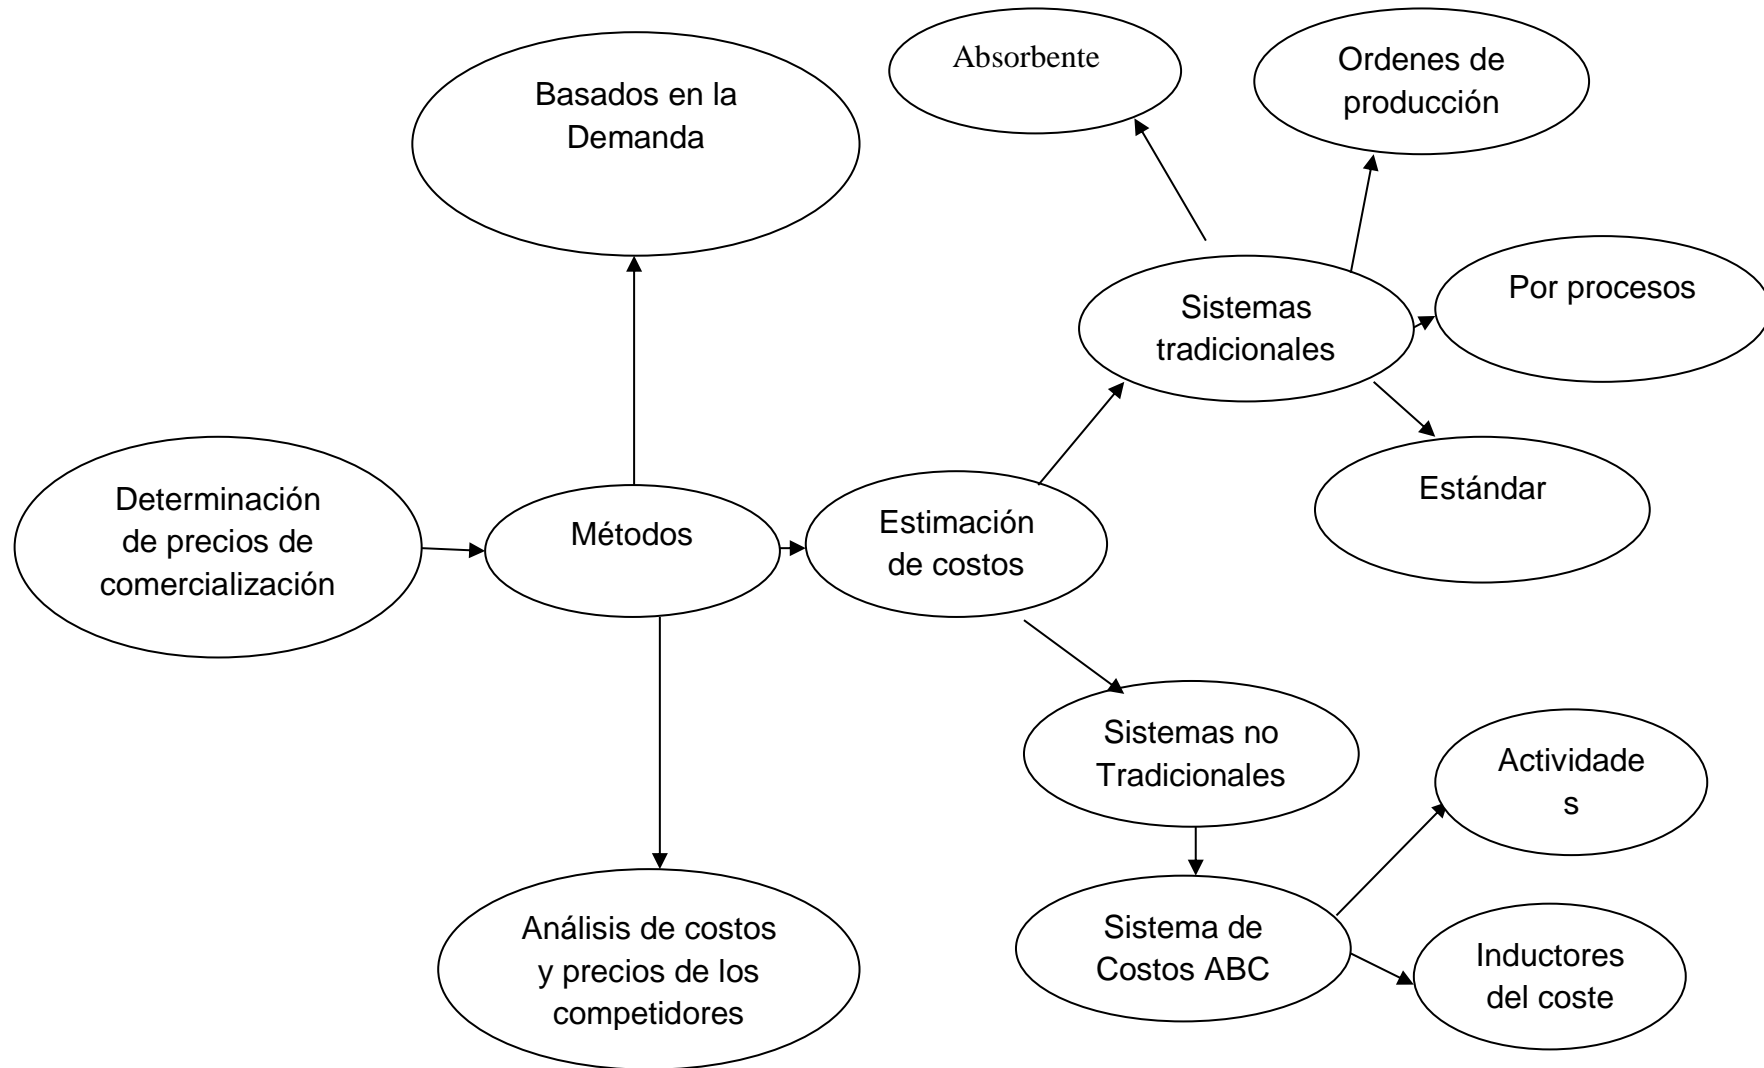 Absorbente
Ordenes de
producción
Basados en la
Demanda
Por procesos
Sistemas
tradicionales
Estándar
Determinación
de precios de
comercialización
Métodos
Estimación
de costos
Sistemas no
Tradicionales
Actividade
s
Análisis de costos
y precios de los
competidores
Sistema de
Costos ABC
Inductores
del coste